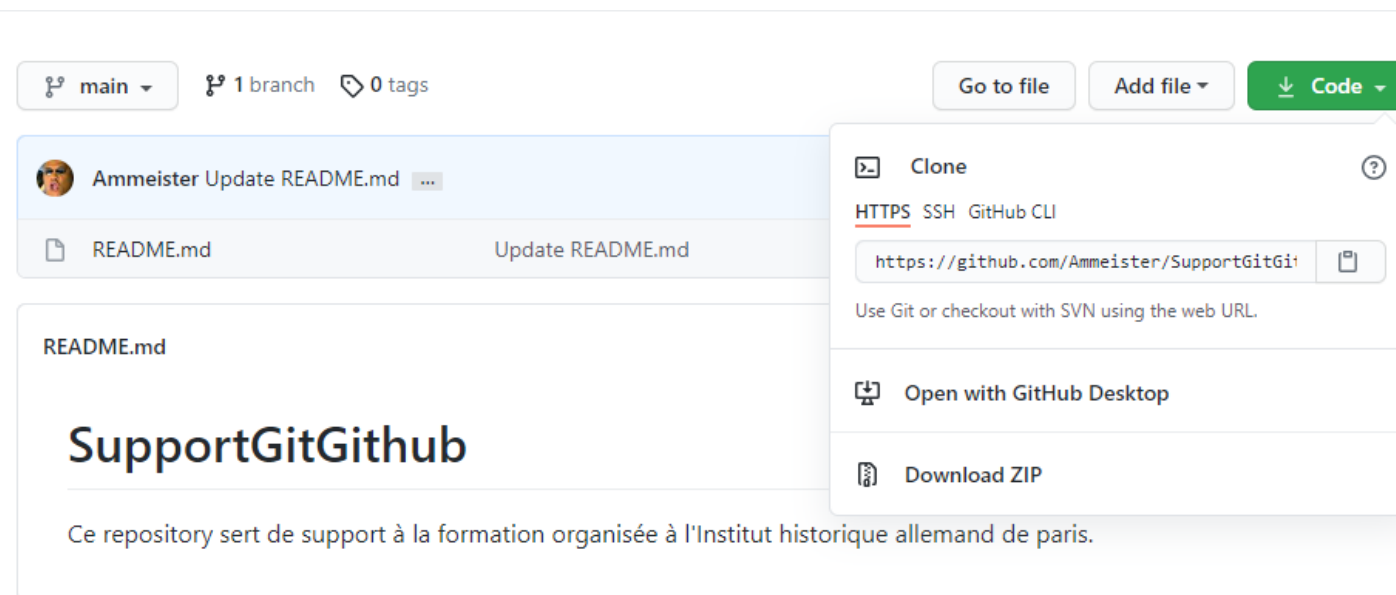 main 1 branch 0 tags Go to file Add file Code
Ammeister Update README.md ...
README.md Update README.md
Clone
HTTPS SSH GitHub CLI
https://github.com/Ammeister/SupportGitGit
Use Git or checkout with SVN using the web URL.
Open with GitHub Desktop
Download ZIP
README.md
SupportGitGithub
Ce repository sert de support à la formation organisée à l'Institut historique allemand de paris.